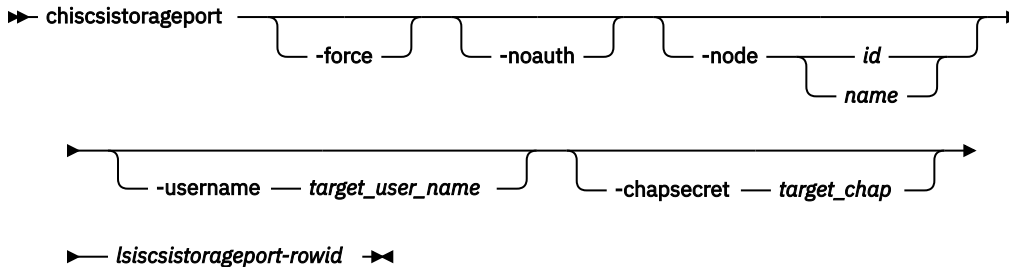 chiscsistorageport
-force -noauth -node id
name
-username target_user_name -chapsecret target_chap
lsiscsistorageport-rowid